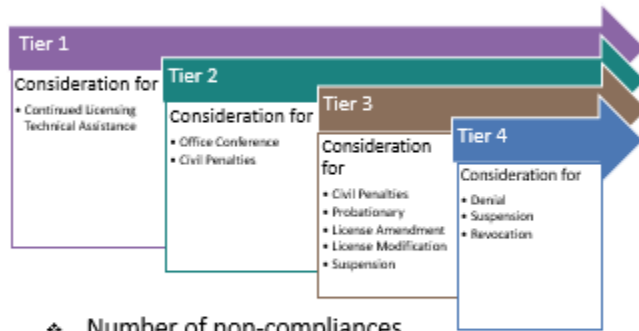 Tier 1
Consideration for
• Continued Licensing
Technical Assistance
Tier 2
Consideration for
• Office Conference
• Civil Penalties
Tier 3
Consideration
for
• Civil Penalties
• Probationary
• License Amendment
• License Modification
• Suspension
Tier 4
Consideration for
• Denial
• Suspension
• Revocation
❖ Number of non-compliances